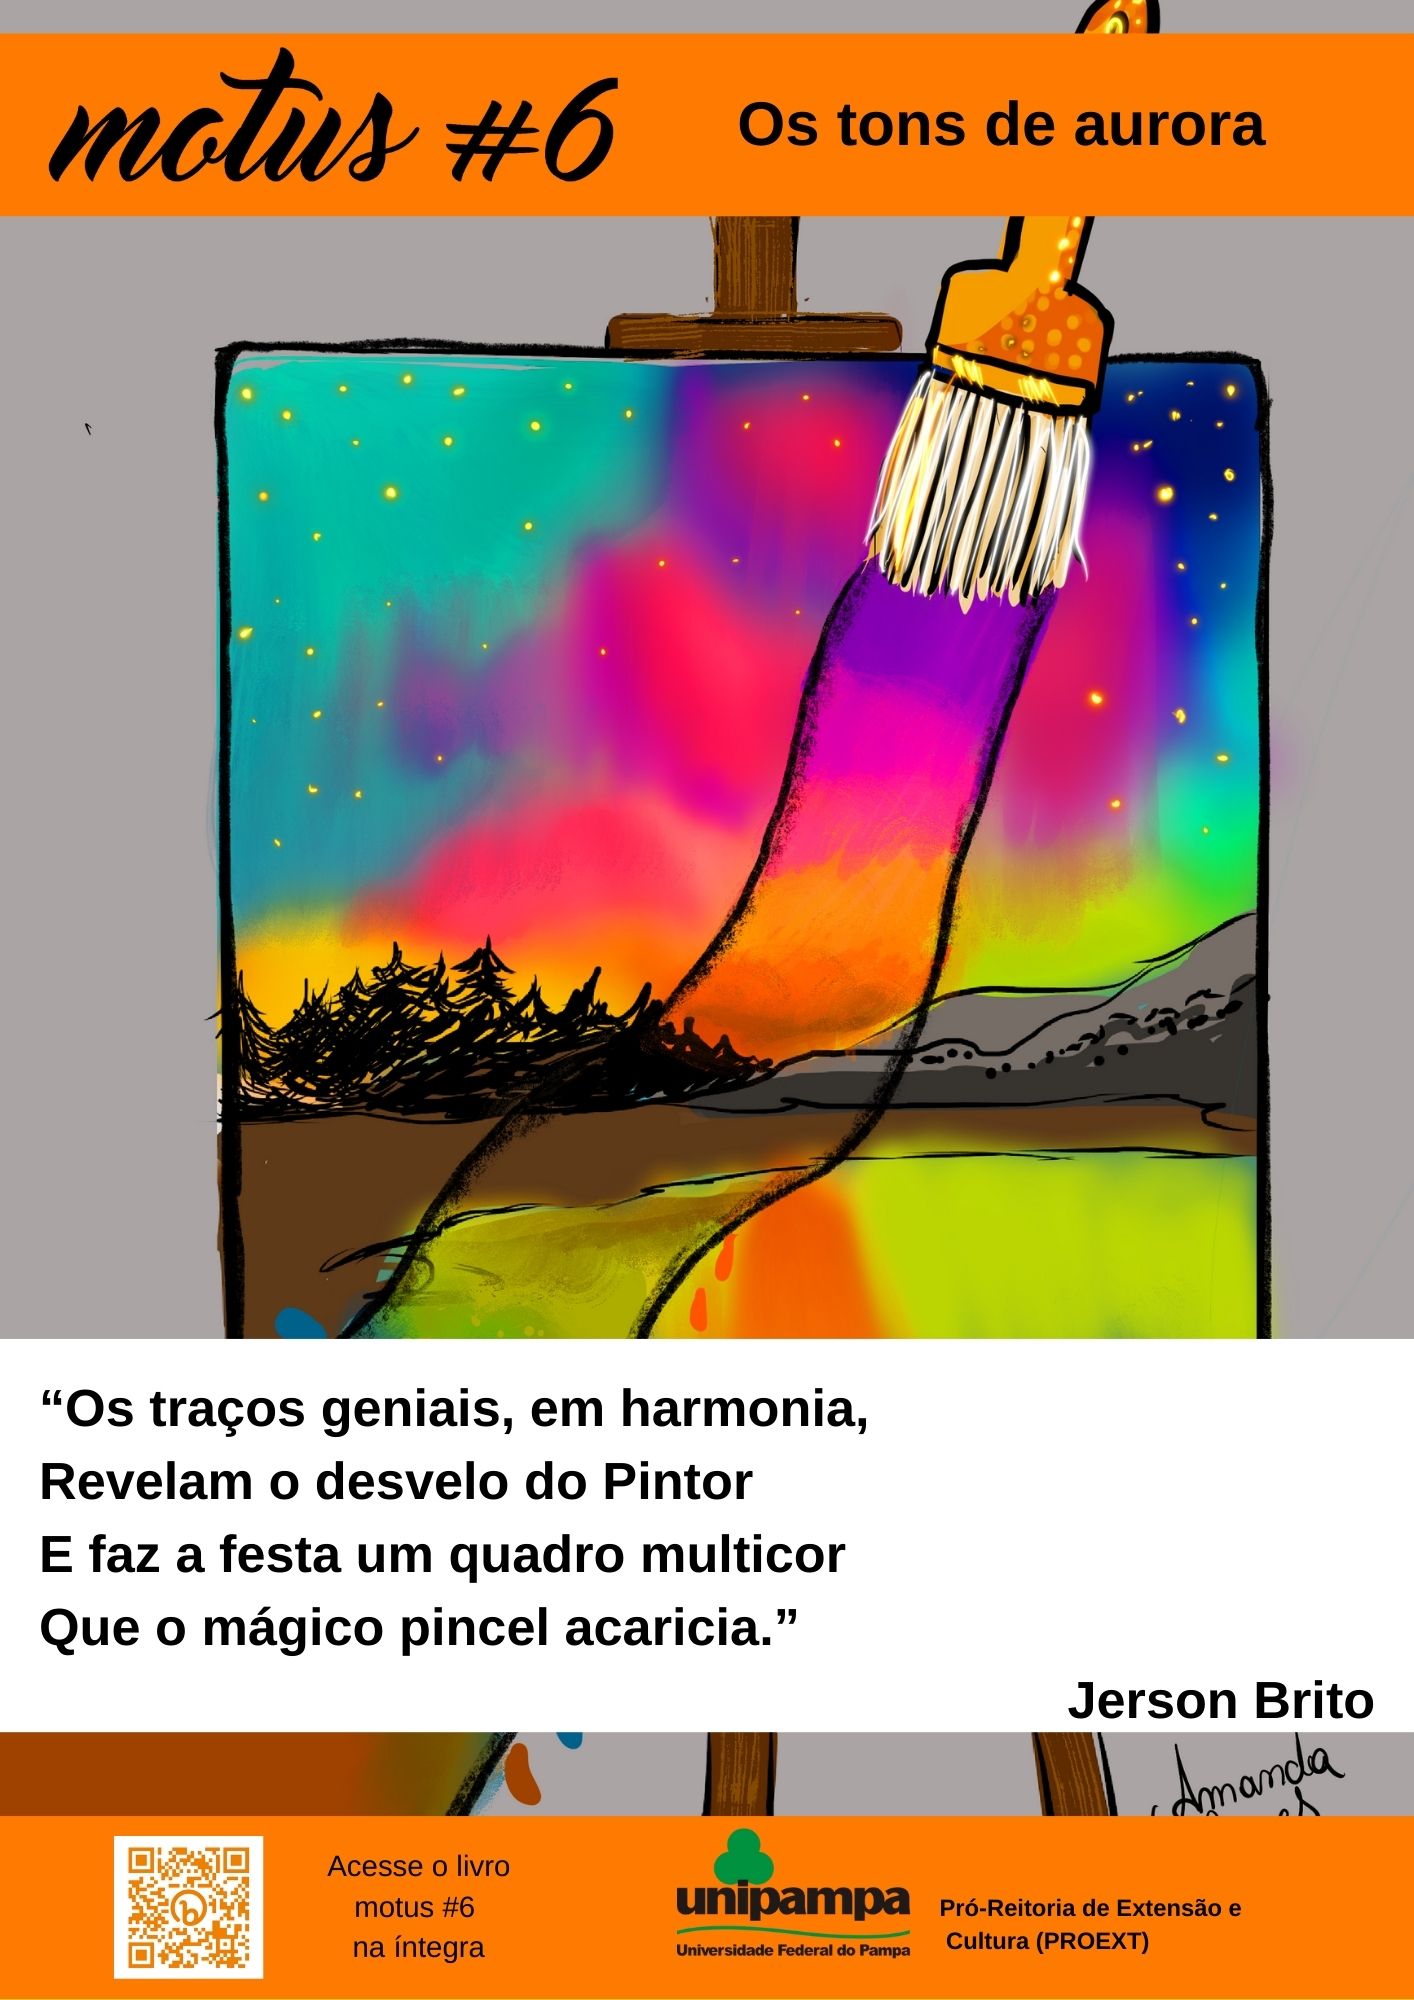 motus #6
Os tons de aurora
“Os traços geniais, em harmonia,
Revelam o desvelo do Pintor
E faz a festa um quadro multicor
Que o mágico pincel acaricia.”
Jerson Brito
Amanda
Acesse o livro
motus #6
na íntegra
unipampa
Universidade Federal do Pampa
Pró-Reitoria de Extensão e
Cultura (PROEXT)